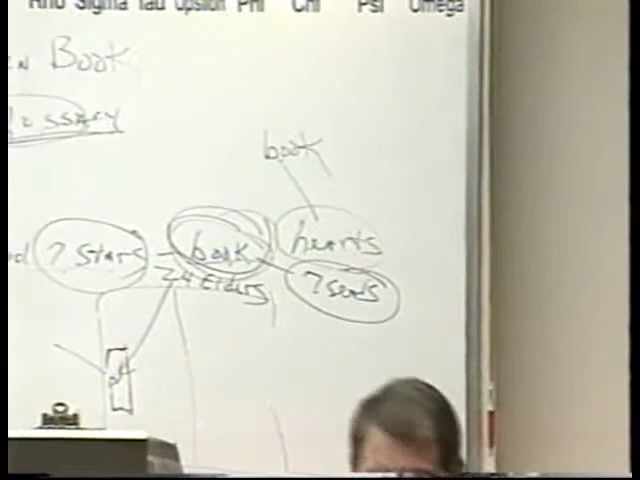 Rho Sigma Tau Upsilon Phi Chi Psi Omega
en Book
lossary
book
7 stars - book hearts
24 Elders 7 seals